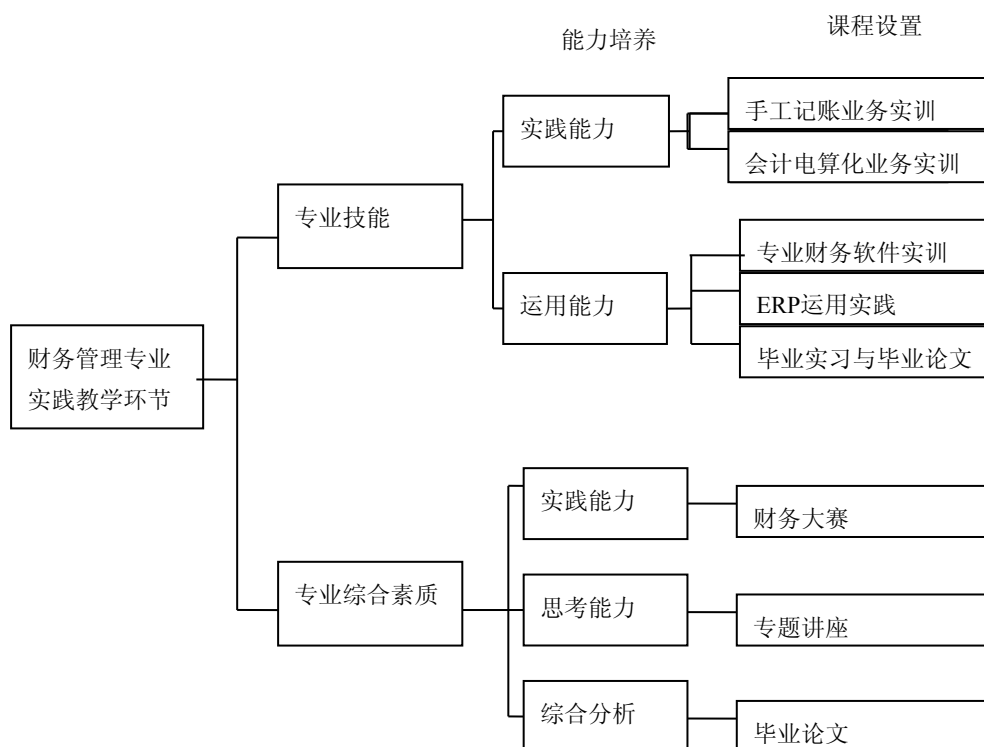 能力培养
课程设置
实践能力
手工记账业务实训
会计电算化业务实训
专业技能
运用能力
专业财务软件实训
ERP运用实践
毕业实习与毕业论文
财务管理专业
实践教学环节
实践能力
财务大赛
专业综合素质
思考能力
专题讲座
综合分析
毕业论文